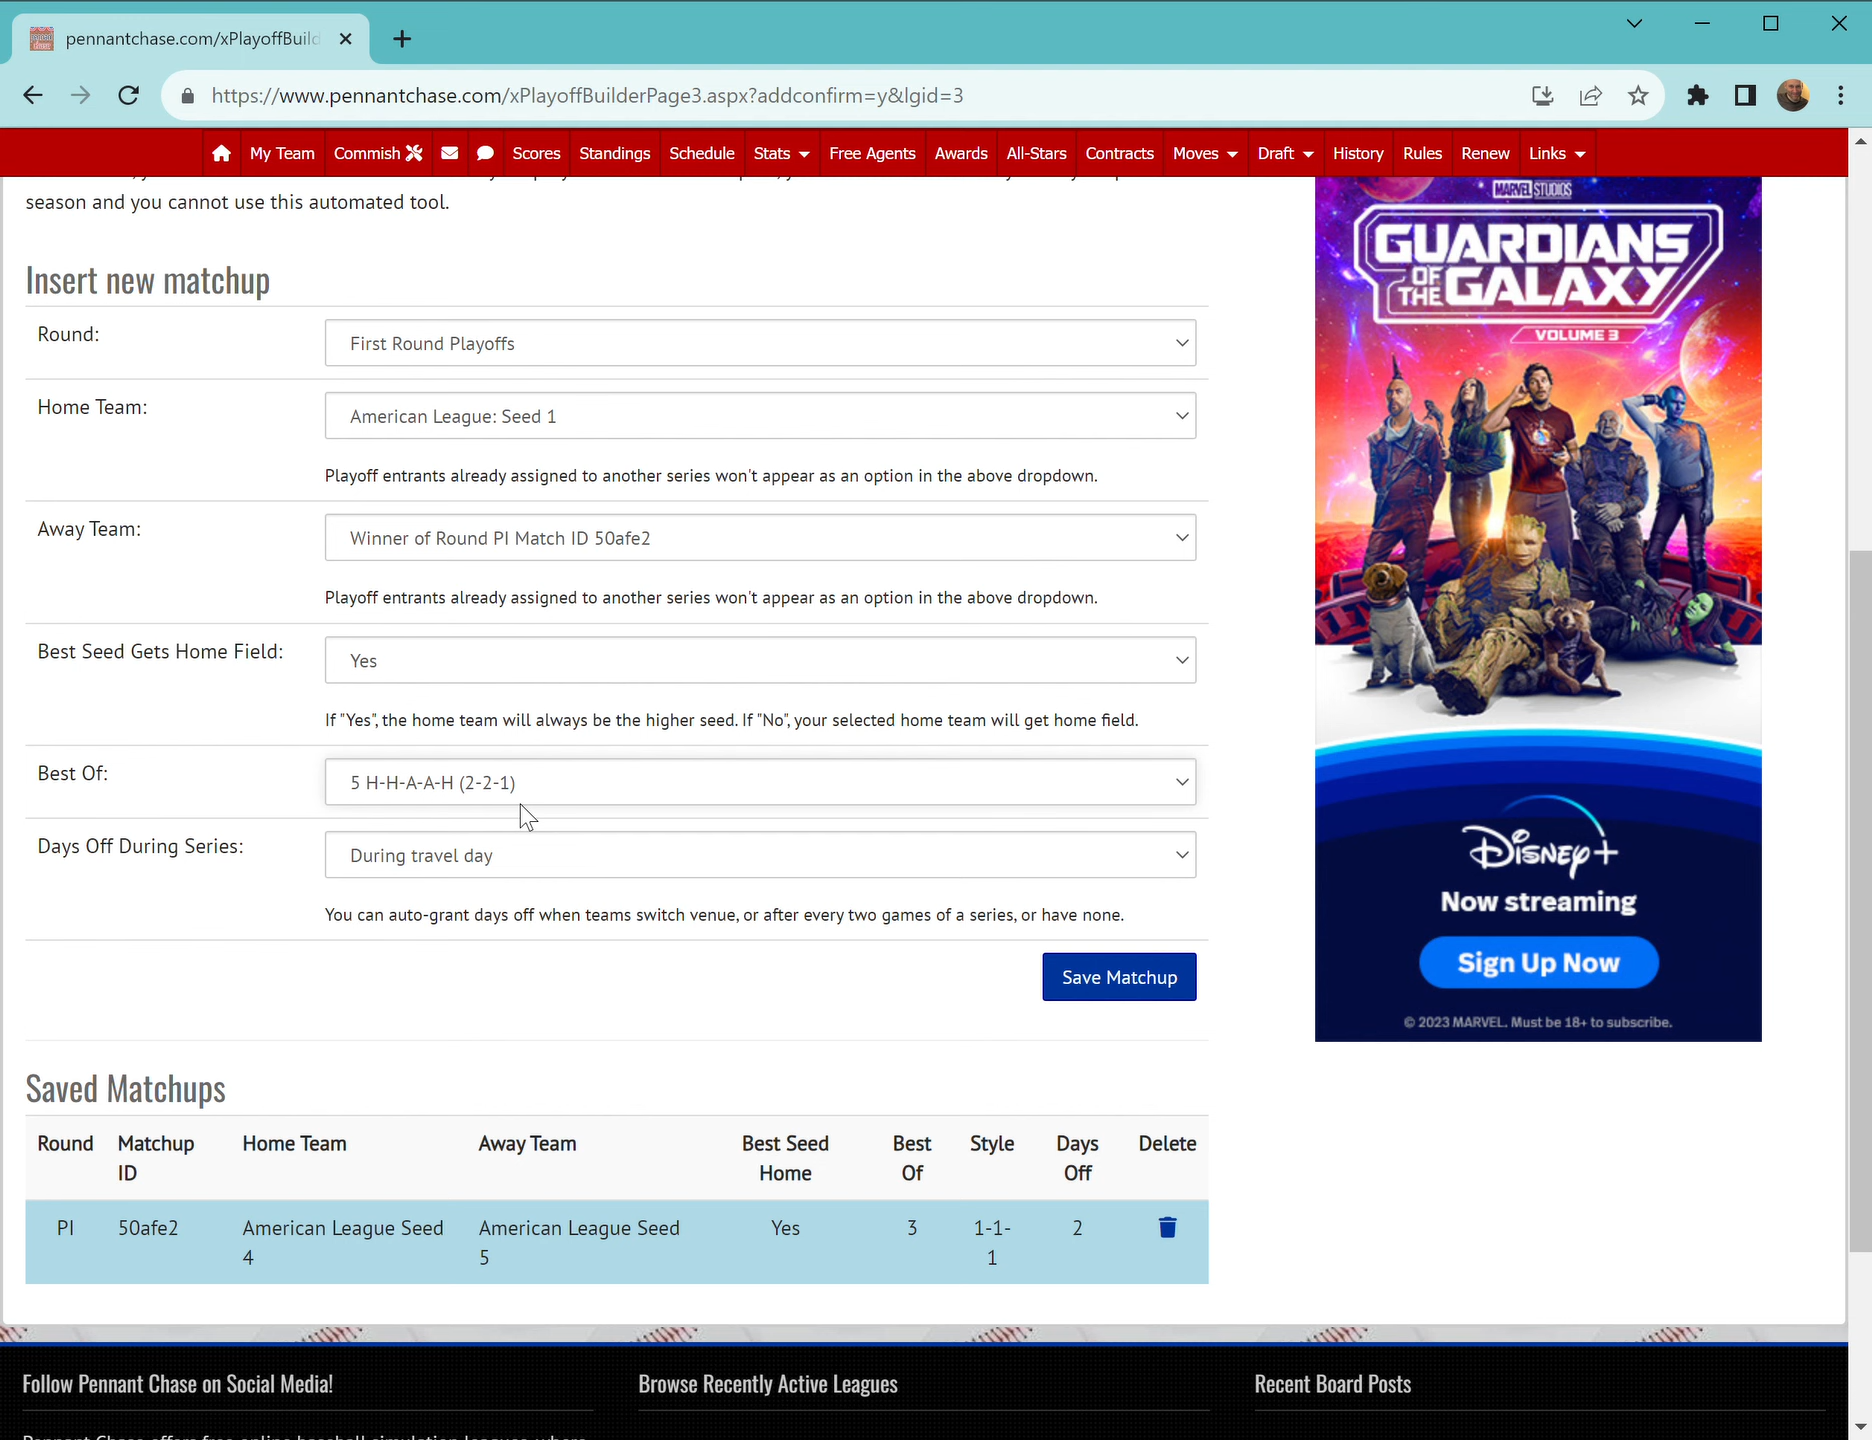 pennantchase.com/xPlayoffBuild
https://www.pennantchase.com/xPlayoffBuilderPage3.aspx?addconfirm=y&lgid=3
My Team Commish Scores Standings Schedule Stats Free Agents Awards All-Stars Contracts Moves Draft History Rules Renew Links
season and you cannot use this automated tool.
Insert new matchup
Round:
First Round Playoffs
Home Team:
American League: Seed 1
Playoff entrants already assigned to another series won't appear as an option in the above dropdown.
Away Team:
Winner of Round PI Match ID 50afe2
Playoff entrants already assigned to another series won't appear as an option in the above dropdown.
Best Seed Gets Home Field:
Yes
If "Yes", the home team will always be the higher seed. If "No", your selected home team will get home field.
Best Of:
5 H-H-A-A-H (2-2-1)
Days Off During Series:
During travel day
You can auto-grant days off when teams switch venue, or after every two games of a series, or have none.
Save Matchup
MARVEL STUDIOS
GUARDIANS
OF THE GALAXY
VOLUME 3
Disney+
Now streaming
Sign Up Now
© 2023 MARVEL. Must be 18+ to subscribe.
Saved Matchups
Round Matchup ID Home Team Away Team Best Seed Home Best Of Style Days Off Delete
PI 50afe2 American League Seed 4 American League Seed 5 Yes 3 1-1-1 2
Follow Pennant Chase on Social Media!
Browse Recently Active Leagues
Recent Board Posts